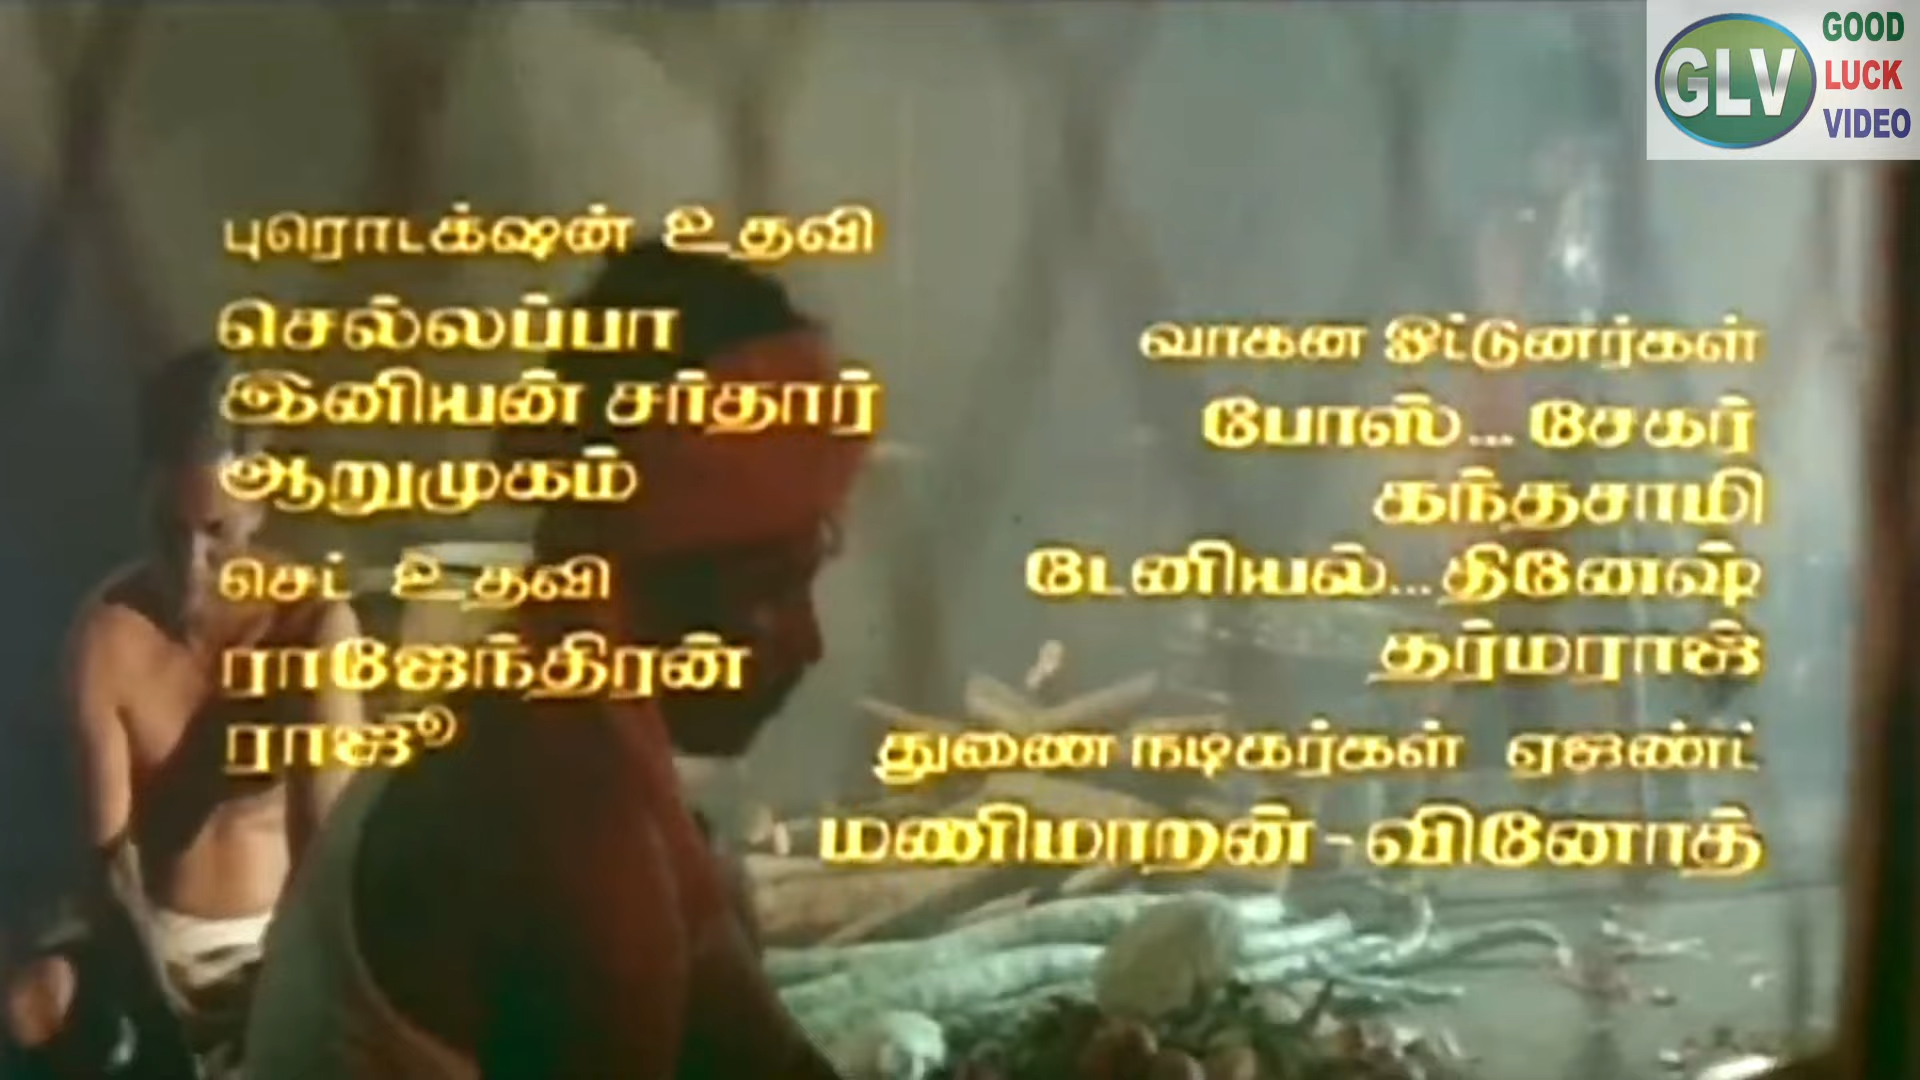 GLV
GOOD
LUCK
VIDEO
புரொடக்ஷன் உதவி
செல்லப்பா
இனியன் சர்தார்
ஆறுமுகம்
செட் உதவி
ராஜேந்திரன்
ராஜூ
வாகன ஓட்டுனர்கள்
போஸ்... சேகர்
கந்தசாமி
டேனியல்...தினேஷ்
தர்மராஜ்
துணை நடிகர்கள் ஏஜண்ட்
மணிமாறன்-வினோத்